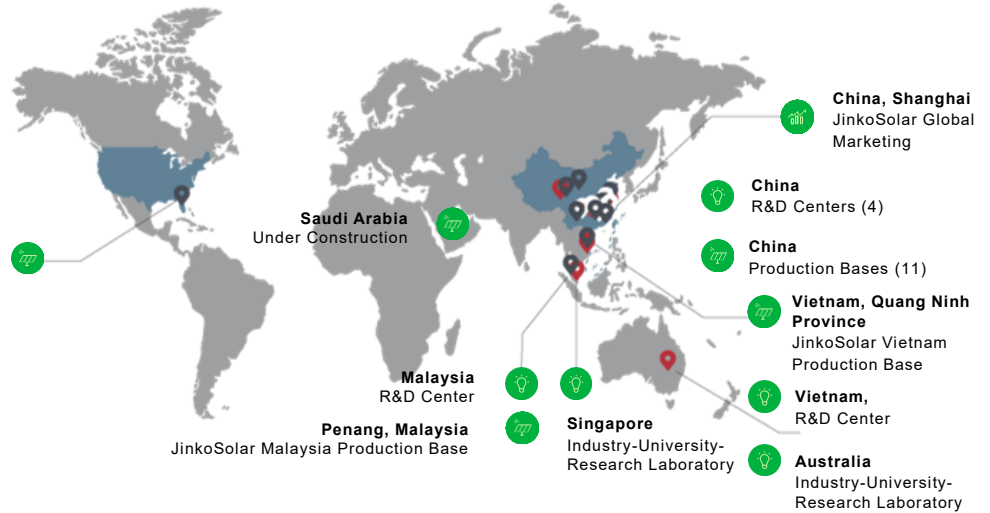 China, Shanghai
JinkoSolar Global
Marketing
China
R&D Centers (4)
Saudi Arabia
Under Construction
China
Production Bases (11)
Vietnam, Quang Ninh
Province
JinkoSolar Vietnam
Production Base
Malaysia
R&D Center
Vietnam,
R&D Center
Penang, Malaysia
JinkoSolar Malaysia Production Base
Singapore
Industry-University-
Research Laboratory
Australia
Industry-University-
Research Laboratory